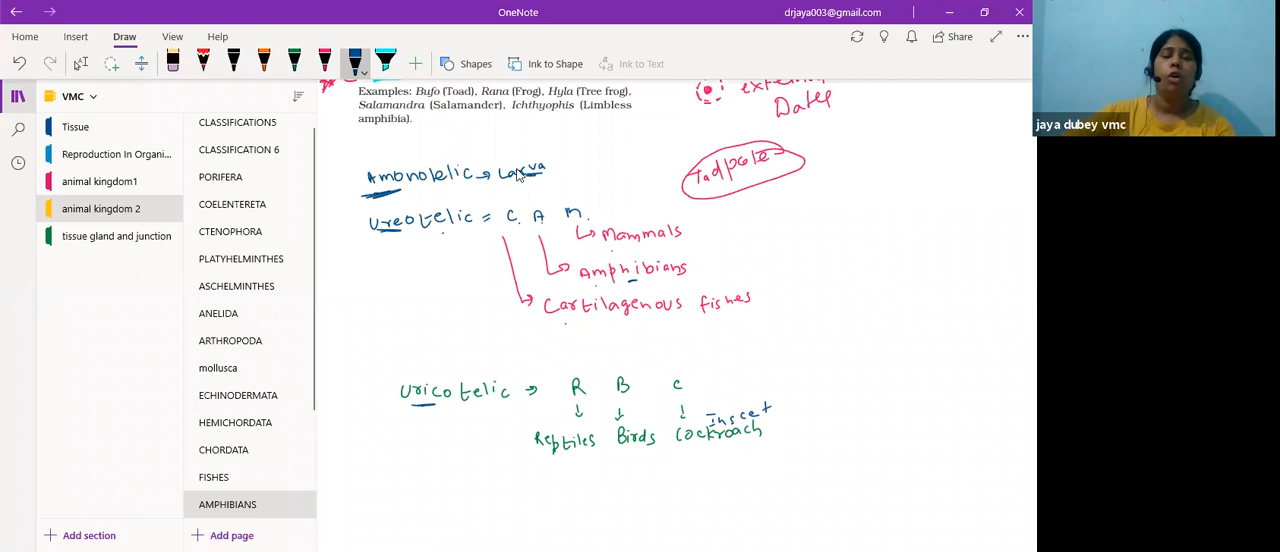 OneNote
drjaya003@gmail.com
Home Insert Draw View Help
Share
Shapes Ink to Shape Ink to Text
VMC
Tissue
Reproduction In Organi...
animal kingdom1
animal kingdom 2
tissue gland and junction
Add section
CLASSIFICATION5
CLASSIFICATION 6
PORIFERA
COELENTERETA
CTENOPHORA
PLATYHELMINTHES
ASCHELMINTHES
ANELIDA
ARTHROPODA
mollusca
ECHINODERMATA
HEMICHORDATA
CHORDATA
FISHES
AMPHIBIANS
Add page
Examples: Bufo (Toad), Rana (Frog), Hyla (Tree frog),
Salamandra (Salamander), Ichthyophis (Limbless
amphibia).
Tadpole
Amonotelic → Larva
Ureotelic = C. A. M.
Mammals
Amphibians
Cartilagenous fishes
Uricotelic → R B C
Inscet
Reptiles Birds Cockroach
jaya dubey vmc